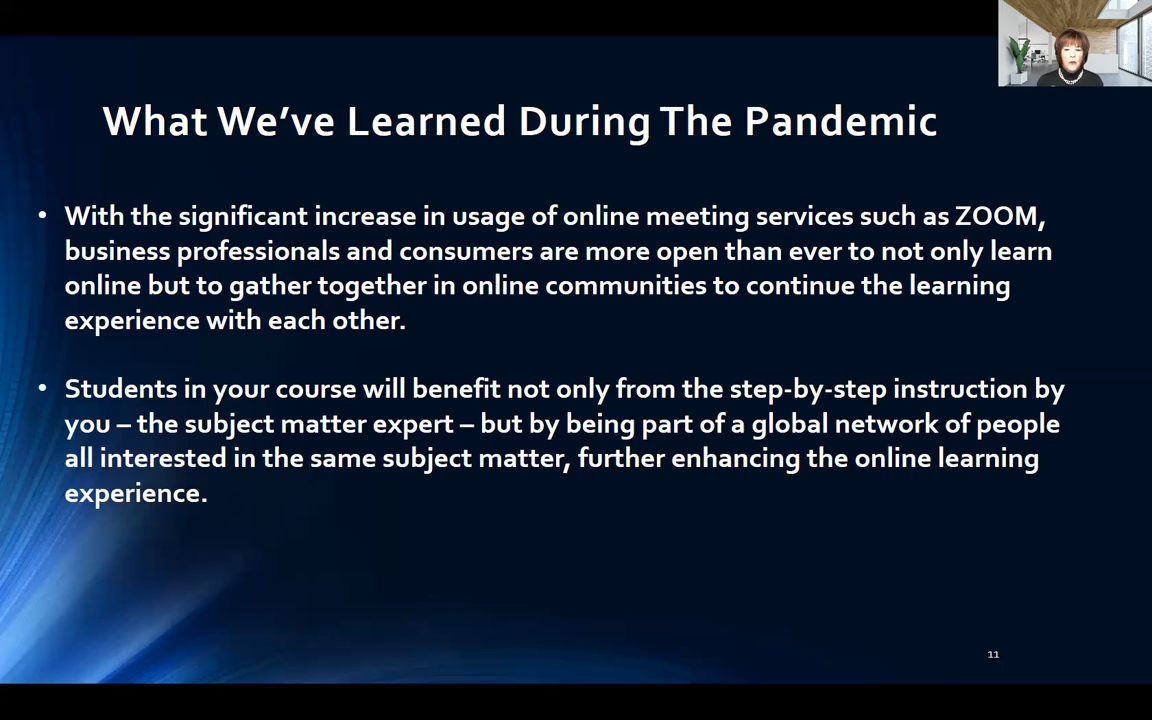 What We've Learned During The Pandemic
• With the significant increase in usage of online meeting services such as ZOOM,
business professionals and consumers are more open than ever to not only learn
online but to gather together in online communities to continue the learning
experience with each other.
• Students in your course will benefit not only from the step-by-step instruction by
you – the subject matter expert – but by being part of a global network of people
all interested in the same subject matter, further enhancing the online learning
experience.
11